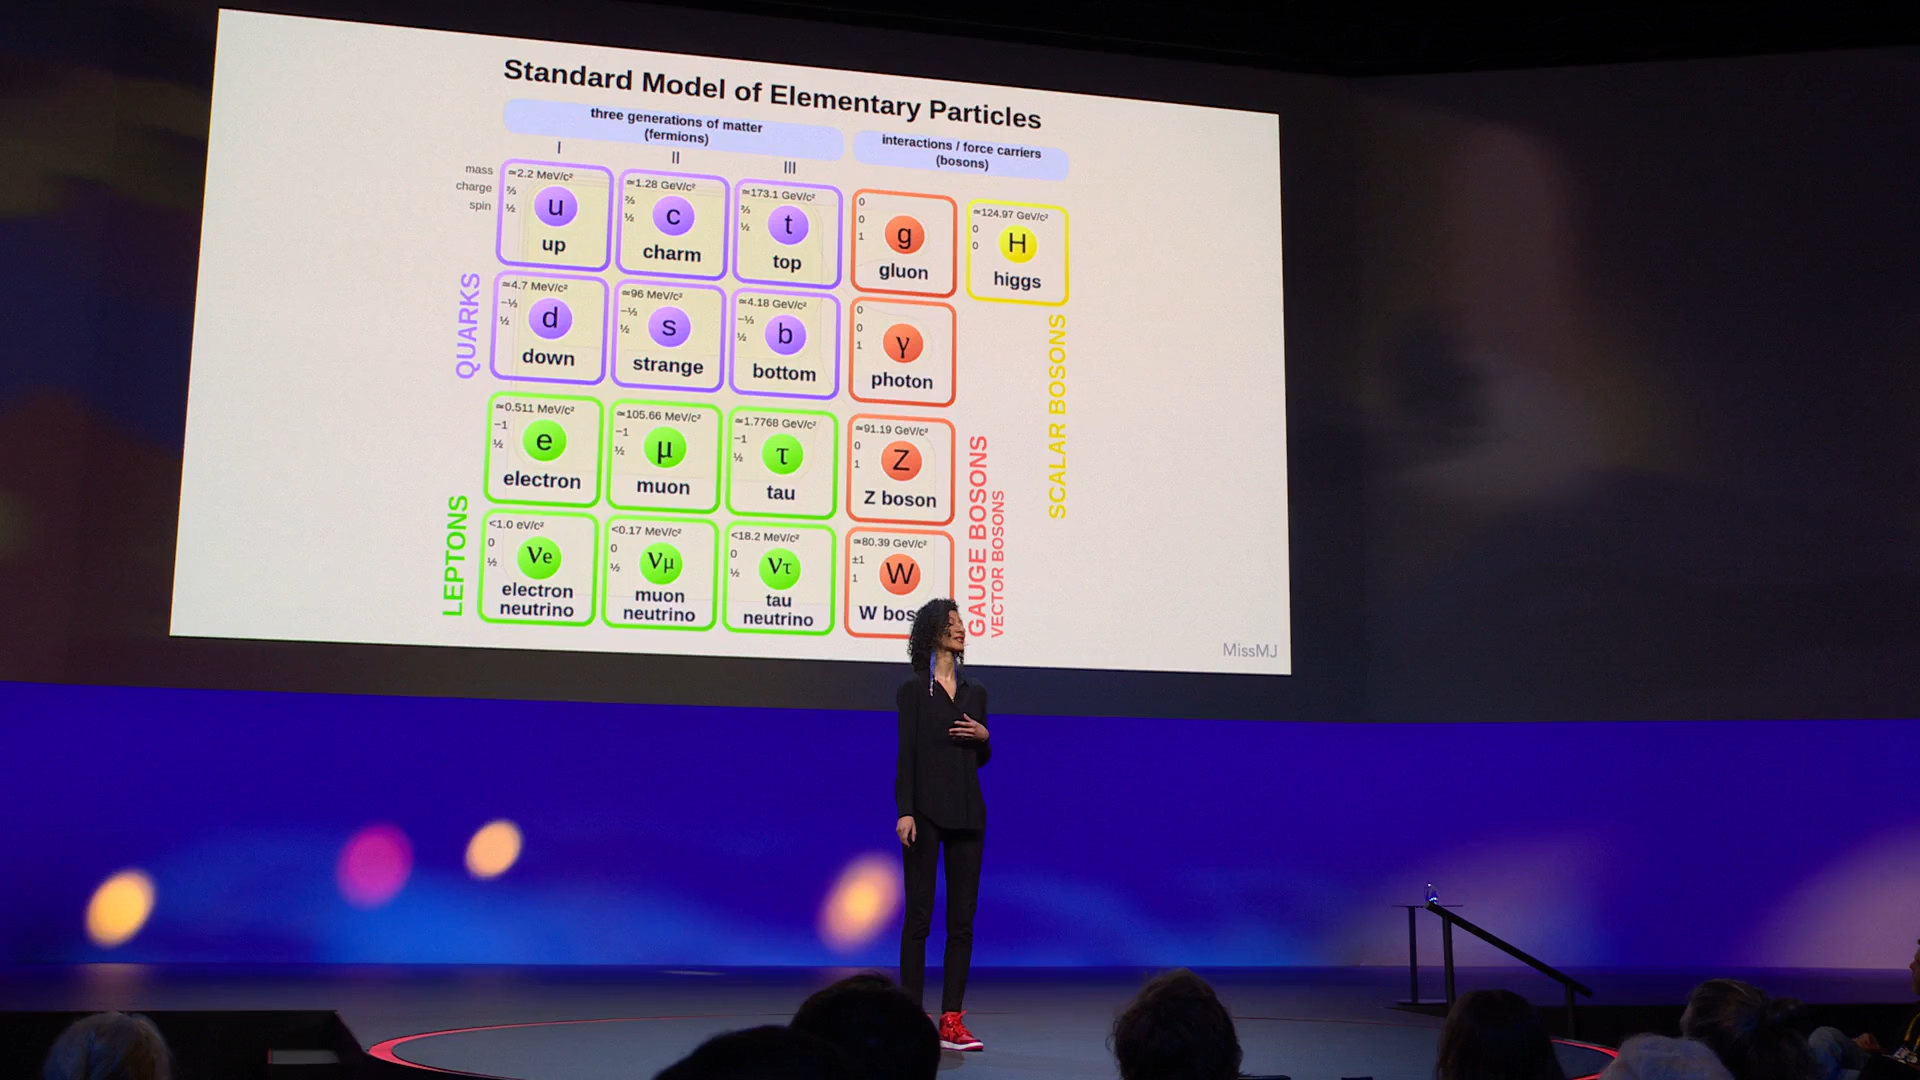 Standard Model of Elementary Particles
three generations of matter
(fermions)
interactions / force carriers
(bosons)
I
II
III
mass
charge
spin
≃2.2 MeV/c²
⅔
½
u
up
≃1.28 GeV/c²
⅔
½
c
charm
≃173.1 GeV/c²
⅔
½
t
top
0
0
1
g
gluon
≃124.97 GeV/c²
0
0
H
higgs
QUARKS
≃4.7 MeV/c²
−⅓
½
d
down
≃96 MeV/c²
−⅓
½
s
strange
≃4.18 GeV/c²
−⅓
½
b
bottom
0
0
1
γ
photon
SCALAR BOSONS
≃0.511 MeV/c²
−1
½
e
electron
≃105.66 MeV/c²
−1
½
μ
muon
≃1.7768 GeV/c²
−1
½
τ
tau
≃91.19 GeV/c²
0
1
Z
Z boson
LEPTONS
<1.0 eV/c²
0
½
νe
electron
neutrino
<0.17 MeV/c²
0
½
νμ
muon
neutrino
<18.2 MeV/c²
0
½
ντ
tau
neutrino
≃80.39 GeV/c²
±1
1
W
W bos
GAUGE BOSONS
VECTOR BOSONS
MissMJ